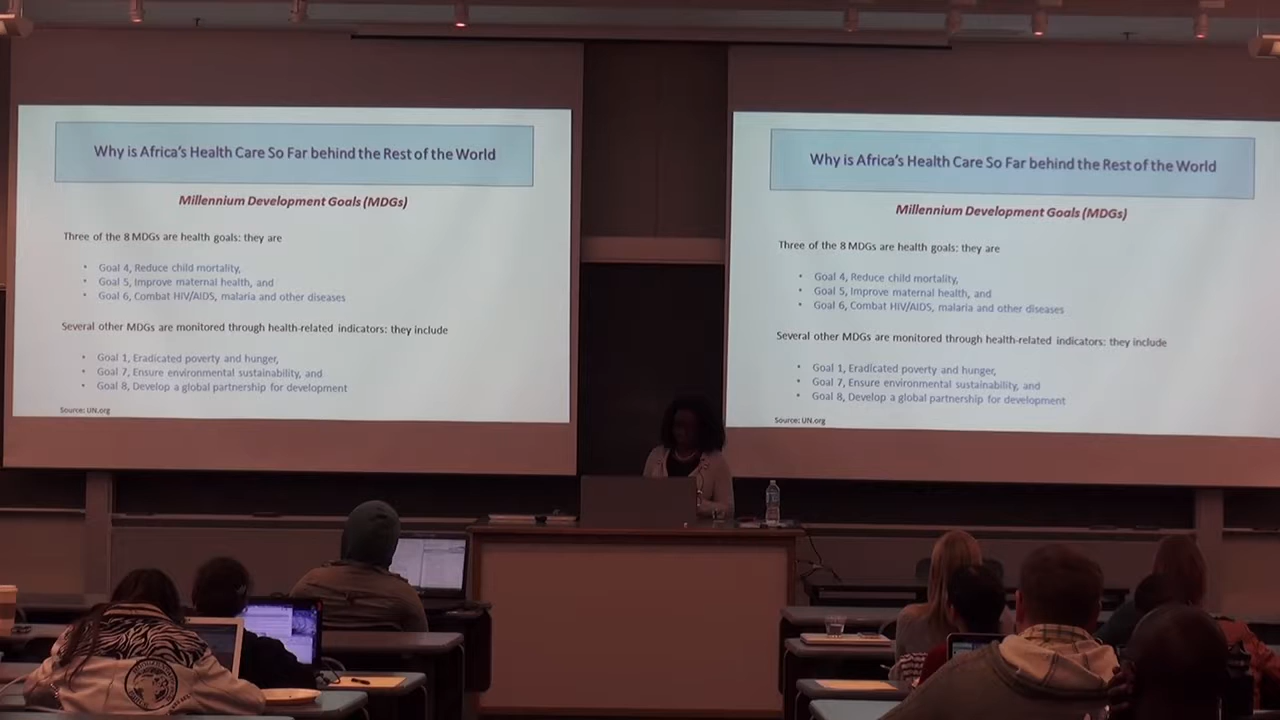 Why is Africa's Health Care So Far behind the Rest of the World
Millennium Development Goals (MDGs)
Three of the 8 MDGs are health goals: they are
• Goal 4, Reduce child mortality,
• Goal 5, Improve maternal health, and
• Goal 6, Combat HIV/AIDS, malaria and other diseases
Several other MDGs are monitored through health-related indicators: they include
• Goal 1, Eradicated poverty and hunger,
• Goal 7, Ensure environmental sustainability, and
• Goal 8, Develop a global partnership for development
Source: UN.org
Why is Africa's Health Care So Far behind the Rest of the World
Millennium Development Goals (MDGs)
Three of the 8 MDGs are health goals: they are
• Goal 4, Reduce child mortality,
• Goal 5, Improve maternal health, and
• Goal 6, Combat HIV/AIDS, malaria and other diseases
Several other MDGs are monitored through health-related indicators: they include
• Goal 1, Eradicated poverty and hunger,
• Goal 7, Ensure environmental sustainability, and
• Goal 8, Develop a global partnership for development
Source: UN.org